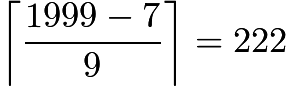 ⌈(1999 − 7)/9⌉ = 222